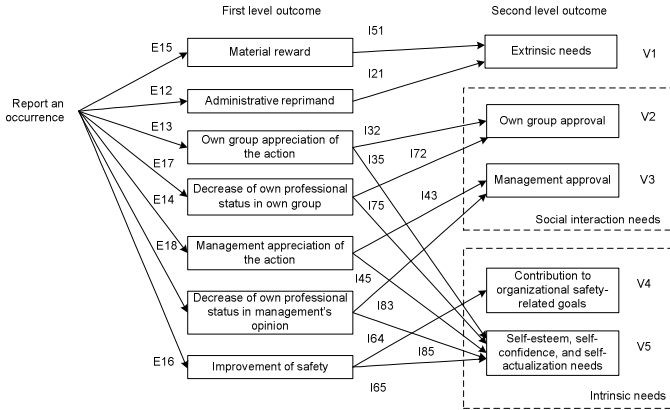 First level outcome
Second level outcome
I51
E15
Material reward
Extrinsic needs
V1
I21
E12
Report an
occurrence
Administrative reprimand
E13
I32
Own group approval
V2
Own group appreciation of
the action
I35
I72
E17
Decrease of own professional
status in own group
I43
Management approval
V3
E14
I75
Social interaction needs
E18
Management appreciation of
the action
I45
Contribution to
organizational safety-
related goals
V4
Decrease of own professional
status in management's
opinion
I83
I64
Self-esteem, self-
confidence, and self-
actualization needs
V5
I85
E16
Improvement of safety
I65
Intrinsic needs